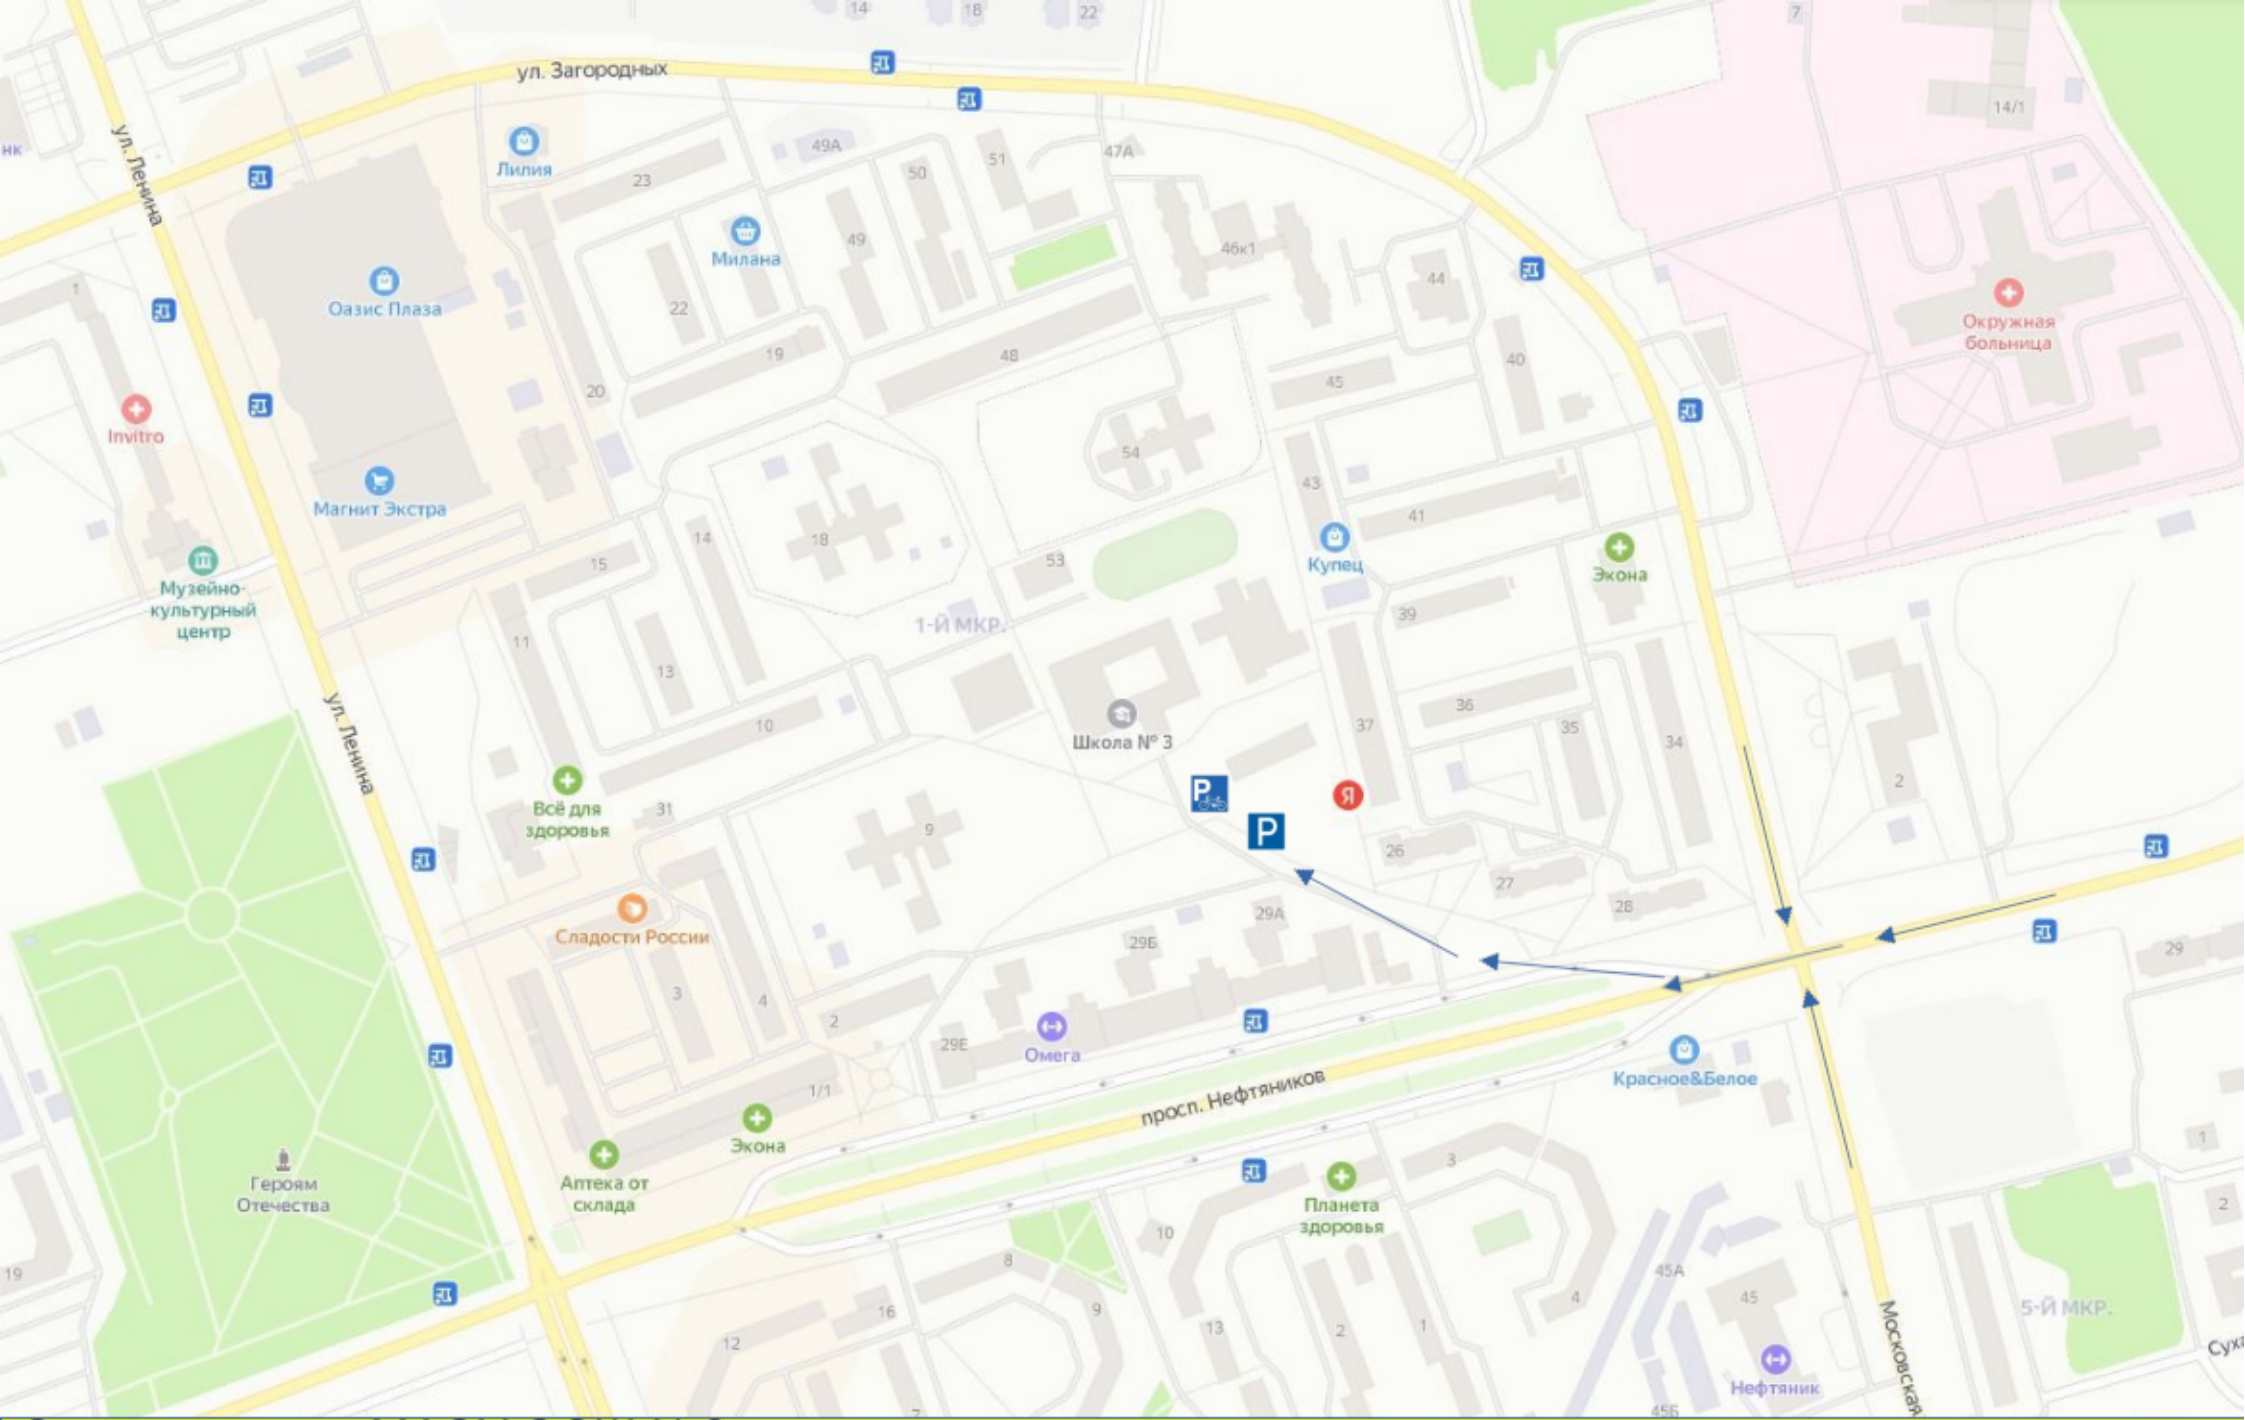 14
18
22
7
ул. Загородных
14/1
ул. Ленина
нк
Лилия
49А
51
47А
23
50
Милана
49
46к1
44
1
Оазис Плаза
22
Окружная
больница
19
48
40
20
45
Invitro
54
43
Магнит Экстра
41
14
18
15
53
Купец
Экона
Музейно-
культурный
центр
39
1-Й МКР.
11
13
36
ул. Ленина
10
Школа № 3
37
35
34
2
P
Всё для
здоровья
31
9
P
Я
26
27
28
29А
Сладости России
29Б
29
3
4
2
29Е
Омега
Красное&Белое
1/1
просп. Нефтяников
Экона
3
1
Героям
Отечества
Аптека от
склада
Планета
здоровья
10
2
8
19
45А
16
9
4
45
5-Й МКР.
12
13
2
1
Московская
Суха
Нефтяник
7
45Б